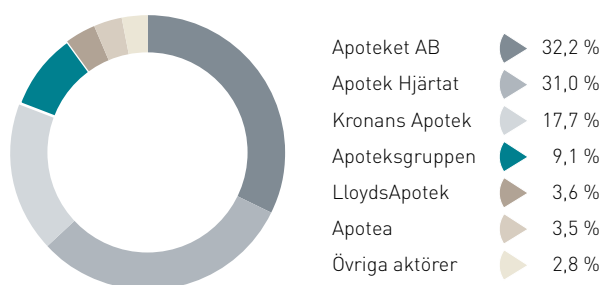 Apoteket AB 32,2 %
Apotek Hjärtat 31,0 %
Kronans Apotek 17,7 %
Apoteksgruppen 9,1 %
LloydsApotek 3,6 %
Apotea 3,5 %
Övriga aktörer 2,8 %